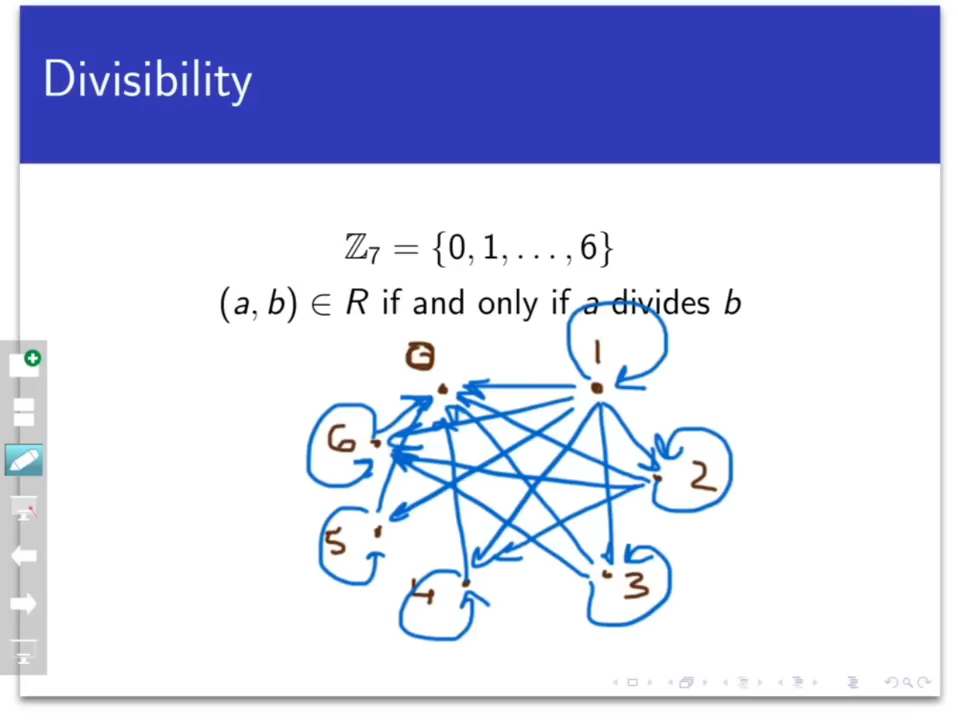 Divisibility
ℤ₇ = {0, 1, . . . , 6}
(a, b) ∈ R if and only if a divides b
0
1
6
2
5
4
3